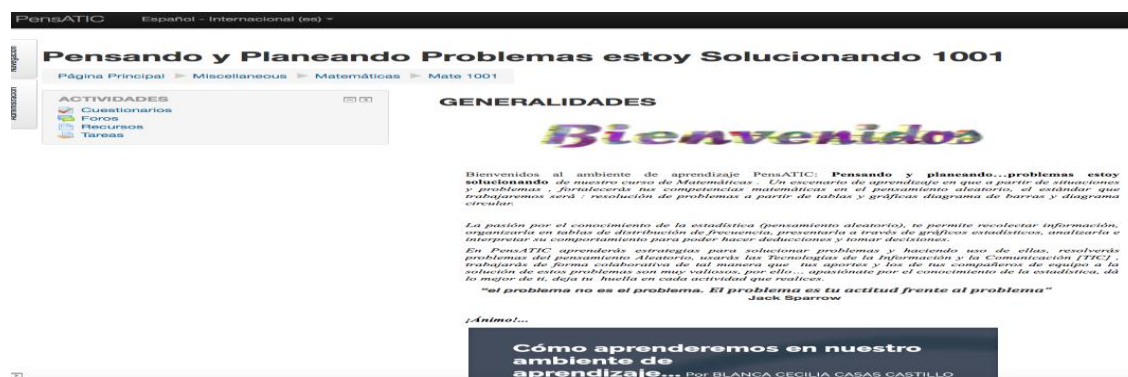 PensATIC Español - Internacional (es)
Navegación
Administración
Pensando y Planeando Problemas estoy Solucionando 1001
Página Principal Miscellaneous Matemáticas Mate 1001
ACTIVIDADES
Cuestionarios
Foros
Recursos
Tareas
GENERALIDADES
Bienvenidos
Bienvenidos al ambiente de aprendizaje PensATIC: Pensando y planeando...problemas estoy
solucionando de nuestro curso de Matemáticas . Un escenario de aprendizaje en que a partir de situaciones
y problemas , fortalecerás tus competencias matemáticas en el pensamiento aleatorio, el estándar que
trabajaremos será : resolución de problemas a partir de tablas y gráficas diagrama de barras y diagrama
circular.
La pasión por el conocimiento de la estadística (pensamiento aleatorio), te permite recolectar información,
organizarla en tablas de distribución de frecuencia, presentarla a través de gráficos estadísticos, analizarla e
interpretar su comportamiento para poder hacer deducciones y tomar decisiones.
En PensATIC aprenderás estrategias para solucionar problemas y haciendo uso de ellas, resolverás
problemas del pensamiento Aleatorio, usarás las Tecnologías de la Información y la Comunicación [TIC] ,
trabajarás de forma colaborativa de tal manera que tus aportes y los de tus compañeros de equipo a la
solución de estos problemas son muy valiosos, por ello... apasiónate por el conocimiento de la estadística, dá
lo mejor de ti, deja tu huella en cada actividad que realices.
"el problema no es el problema. El problema es tu actitud frente al problema"
Jack Sparrow
¡Animo!...
Cómo aprenderemos en nuestro
ambiente de
aprendizaje... Por BLANCA CECILIA CASAS CASTILLO